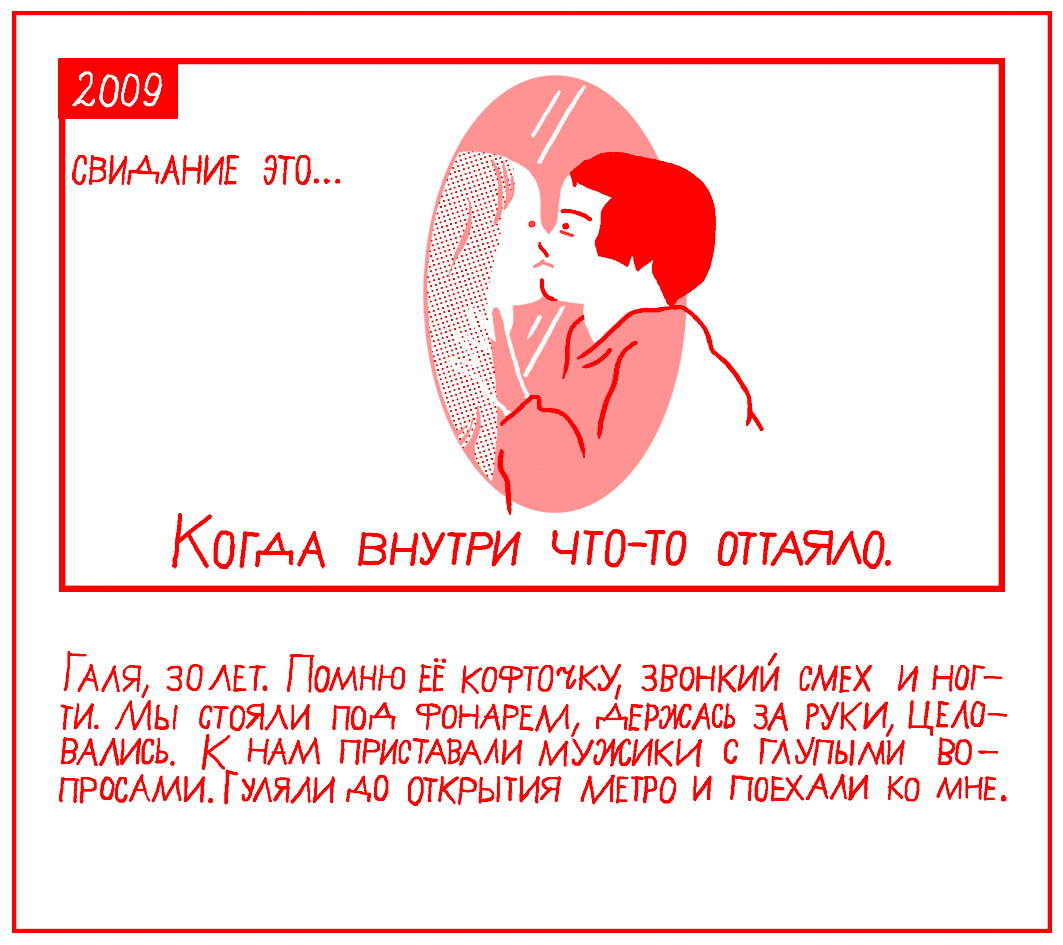 2009
СВИДАНИЕ ЭТО...
КОГДА ВНУТРИ ЧТО-ТО ОТТАЯЛО.
ГАЛЯ, 30 ЛЕТ. ПОМНЮ ЕЁ КОФТОЧКУ, ЗВОНКИЙ СМЕХ И НОГ-
ТИ. МЫ СТОЯЛИ ПОД ФОНАРЕМ, ДЕРЖАСЬ ЗА РУКИ, ЦЕЛО-
ВАЛИСЬ. К НАМ ПРИСТАВАЛИ МУЖИКИ С ГЛУПЫМИ ВО-
ПРОСАМИ. ГУЛЯЛИ ДО ОТКРЫТИЯ МЕТРО И ПОЕХАЛИ КО МНЕ.